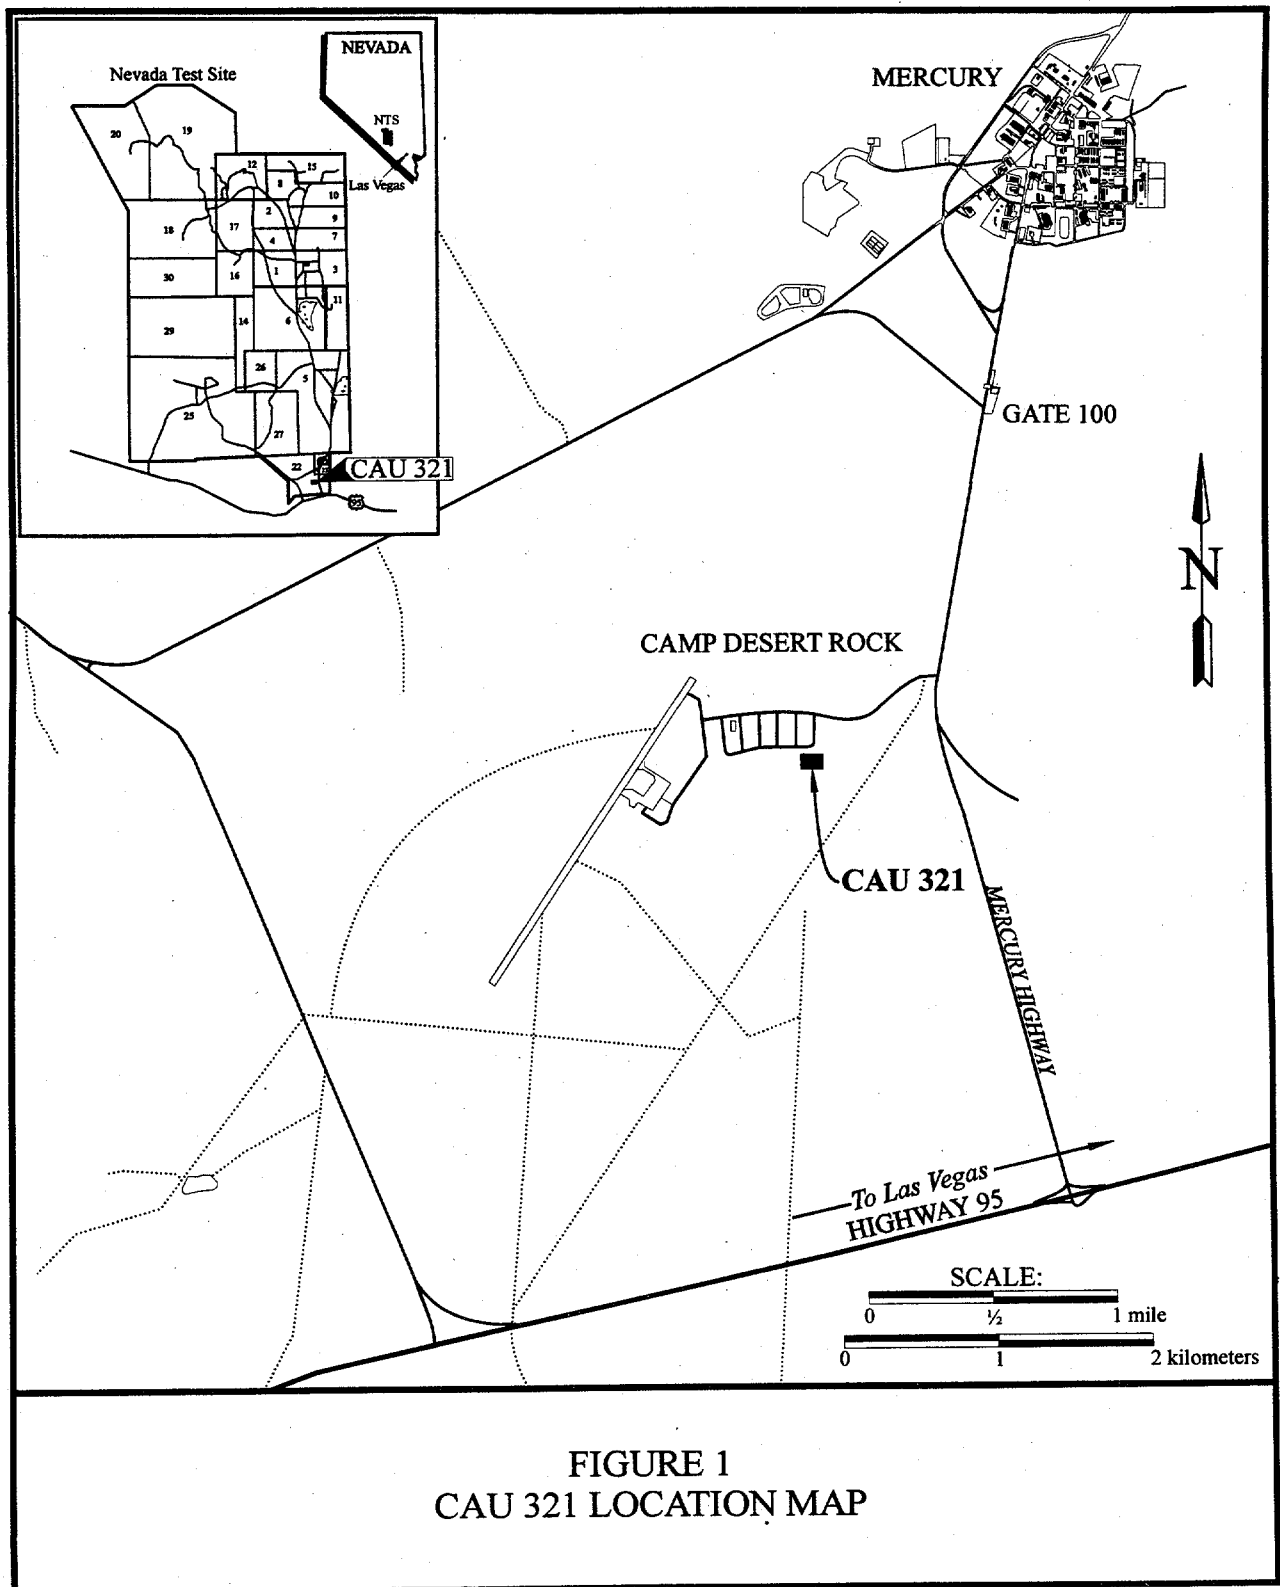 NEVADA
Nevada Test Site
NTS
Las Vegas
20
19
12
15
8
10
2
9
18
17
4
7
30
16
1
3
11
29
14
6
26
5
25
27
22
CAU 321
95
MERCURY
GATE 100
N
CAMP DESERT ROCK
CAU 321
MERCURY HIGHWAY
To Las Vegas
HIGHWAY 95
SCALE:
0 ½ 1 mile
0 1 2 kilometers
FIGURE 1
CAU 321 LOCATION MAP